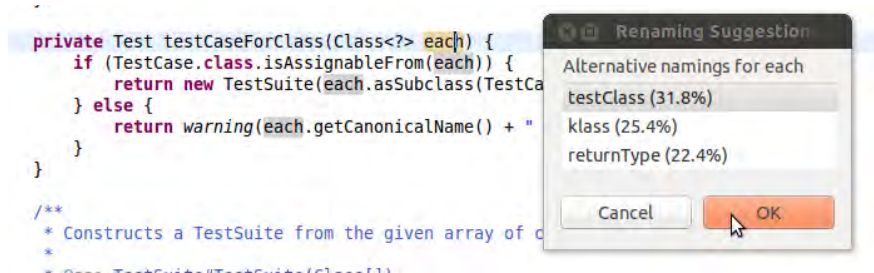 private Test testCaseForClass(Class<?> each) {
if (TestCase.class.isAssignableFrom(each)) {
return new TestSuite(each.asSubclass(TestCa
} else {
return warning(each.getCanonicalName() + "
}
}
/**
* Constructs a TestSuite from the given array of c
*
Renaming Suggestion
Alternative namings for each
testClass (31.8%)
klass (25.4%)
returnType (22.4%)
Cancel
OK